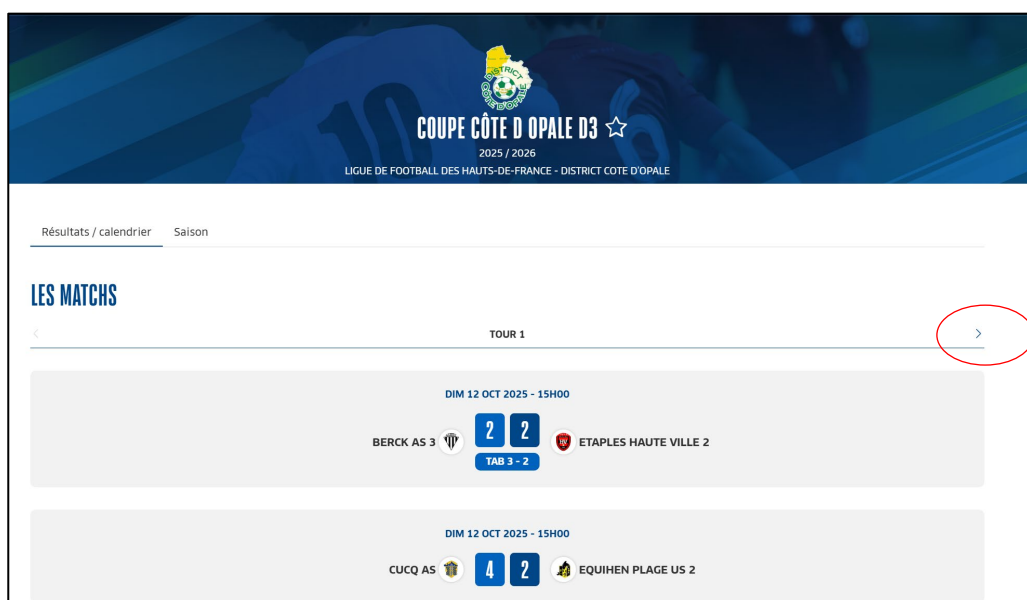 DISTRICT
CÔTE D'OPALE
COUPE CÔTE D OPALE D3
2025 / 2026
LIGUE DE FOOTBALL DES HAUTS-DE-FRANCE - DISTRICT COTE D'OPALE
Résultats / calendrier Saison
LES MATCHS
TOUR 1
DIM 12 OCT 2025 - 15H00
BERCK AS 3 2 2 ETAPLES HAUTE VILLE 2
TAB 3 - 2
DIM 12 OCT 2025 - 15H00
CUCQ AS 4 2 EQUIHEN PLAGE US 2